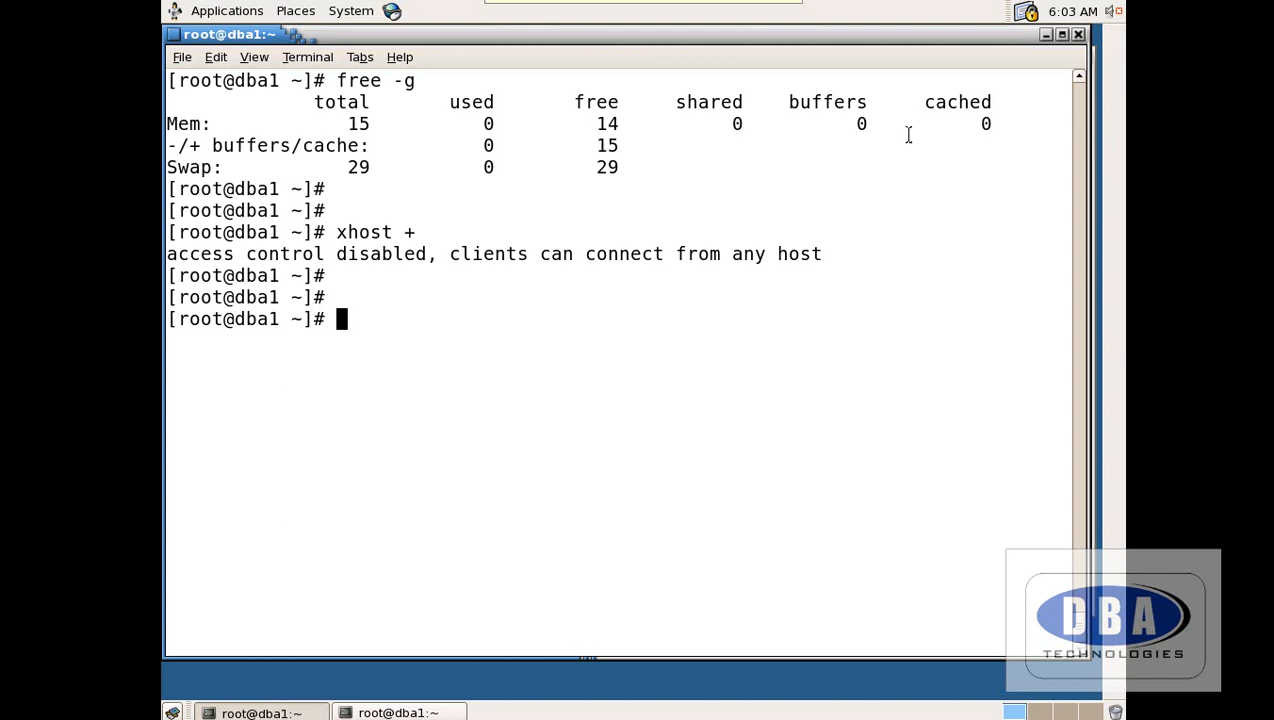 Applications Places System 6:03 AM
root@dba1:~
File Edit View Terminal Tabs Help
[root@dba1 ~]# free -g
total used free shared buffers cached
Mem: 15 0 14 0 0 0
-/+ buffers/cache: 0 15
Swap: 29 0 29
[root@dba1 ~]#
[root@dba1 ~]#
[root@dba1 ~]# xhost +
access control disabled, clients can connect from any host
[root@dba1 ~]#
[root@dba1 ~]#
[root@dba1 ~]#
DBA
TECHNOLOGIES
root@dba1:~ root@dba1:~